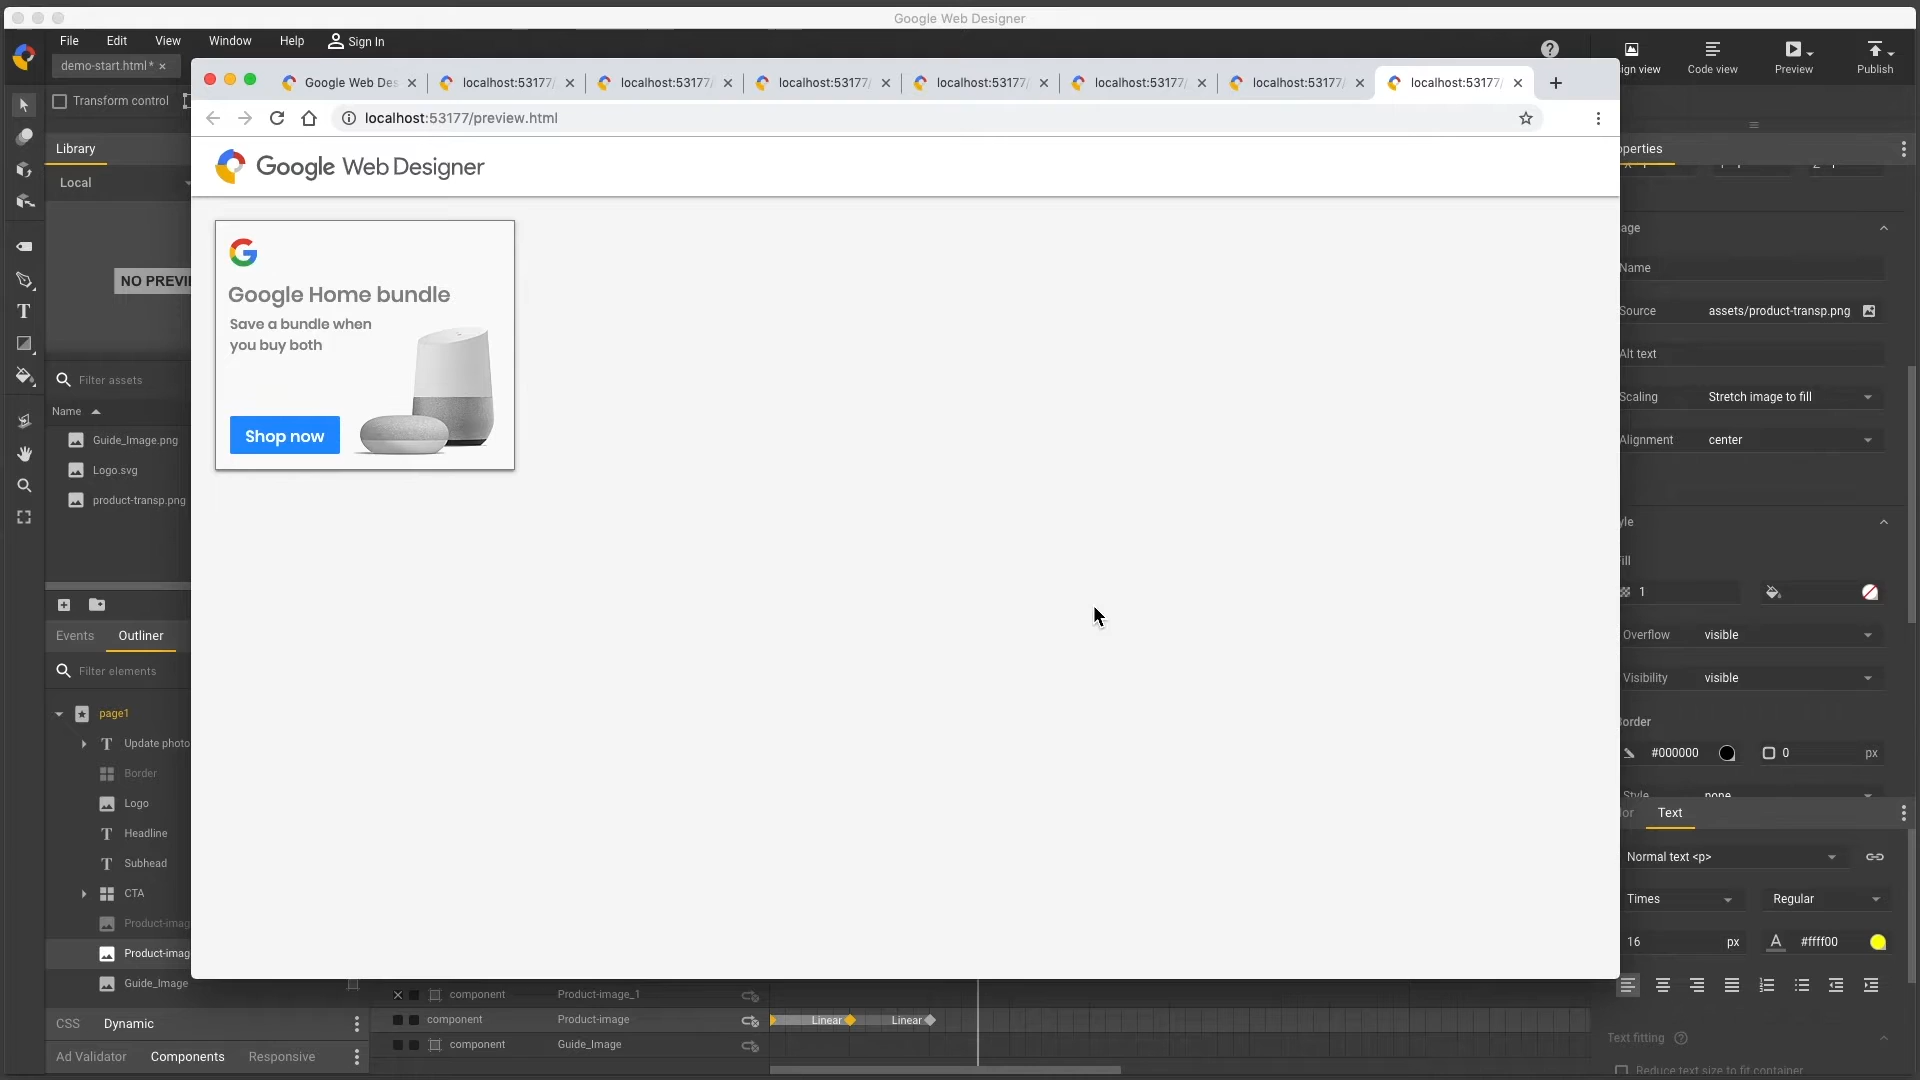 Google Web Designer
File Edit View Window Help Sign In
demo-start.html* ×
Transform control
Library
Local
NO PREVIE
Filter assets
Name
Guide_Image.png
Logo.svg
product-transp.png
Events Outliner
Filter elements
page1
Update photo
Border
Logo
Headline
Subhead
CTA
Product-imag
Product-imag
Guide_Image
CSS Dynamic
Ad Validator Components Responsive
Google Web Des localhost:53177/ localhost:53177/ localhost:53177/ localhost:53177/ localhost:53177/ localhost:53177/ localhost:53177/
localhost:53177/preview.html
Google Web Designer
G
Google Home bundle
Save a bundle when
you buy both
Shop now
component Product-image_1
component Product-image Linear Linear
component Guide_Image
ign view Code view Preview Publish
operties
age
Name
Source assets/product-transp.png
Alt text
Scaling Stretch image to fill
Alignment center
yle
ill
1
Overflow visible
Visibility visible
order
#000000 0 px
Style none
lor Text
Normal text <p>
Times Regular
16 px #ffff00
Text fitting
Reduce text size to fit container